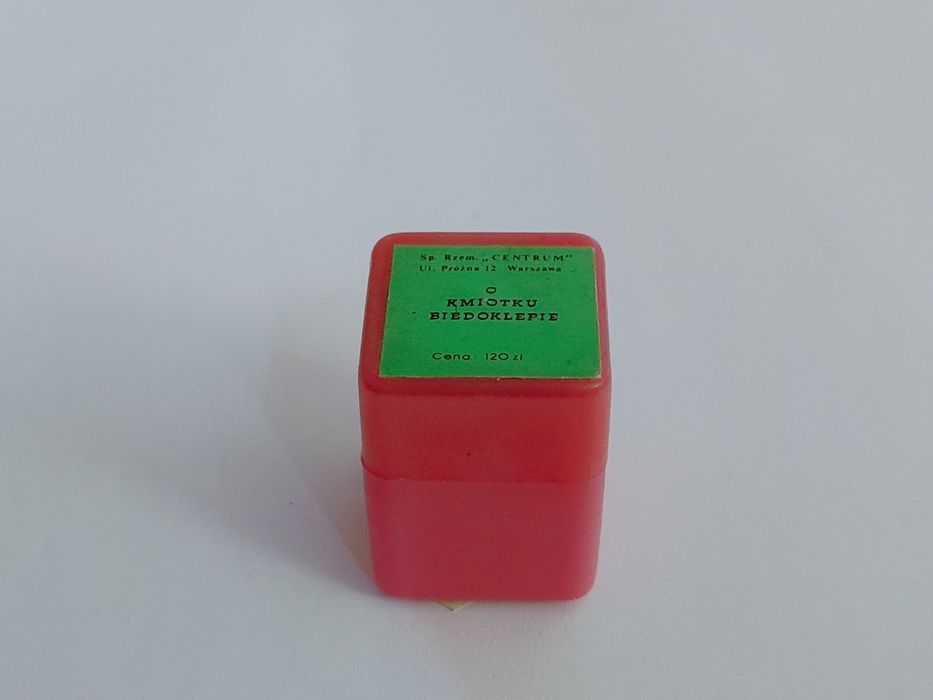 Sp. Rzem. „CENTRUM”
Ul. Próżna 12 Warszawa
O
KMIOTKU
BIEDOKLEPIE
Cena: 120 zł.